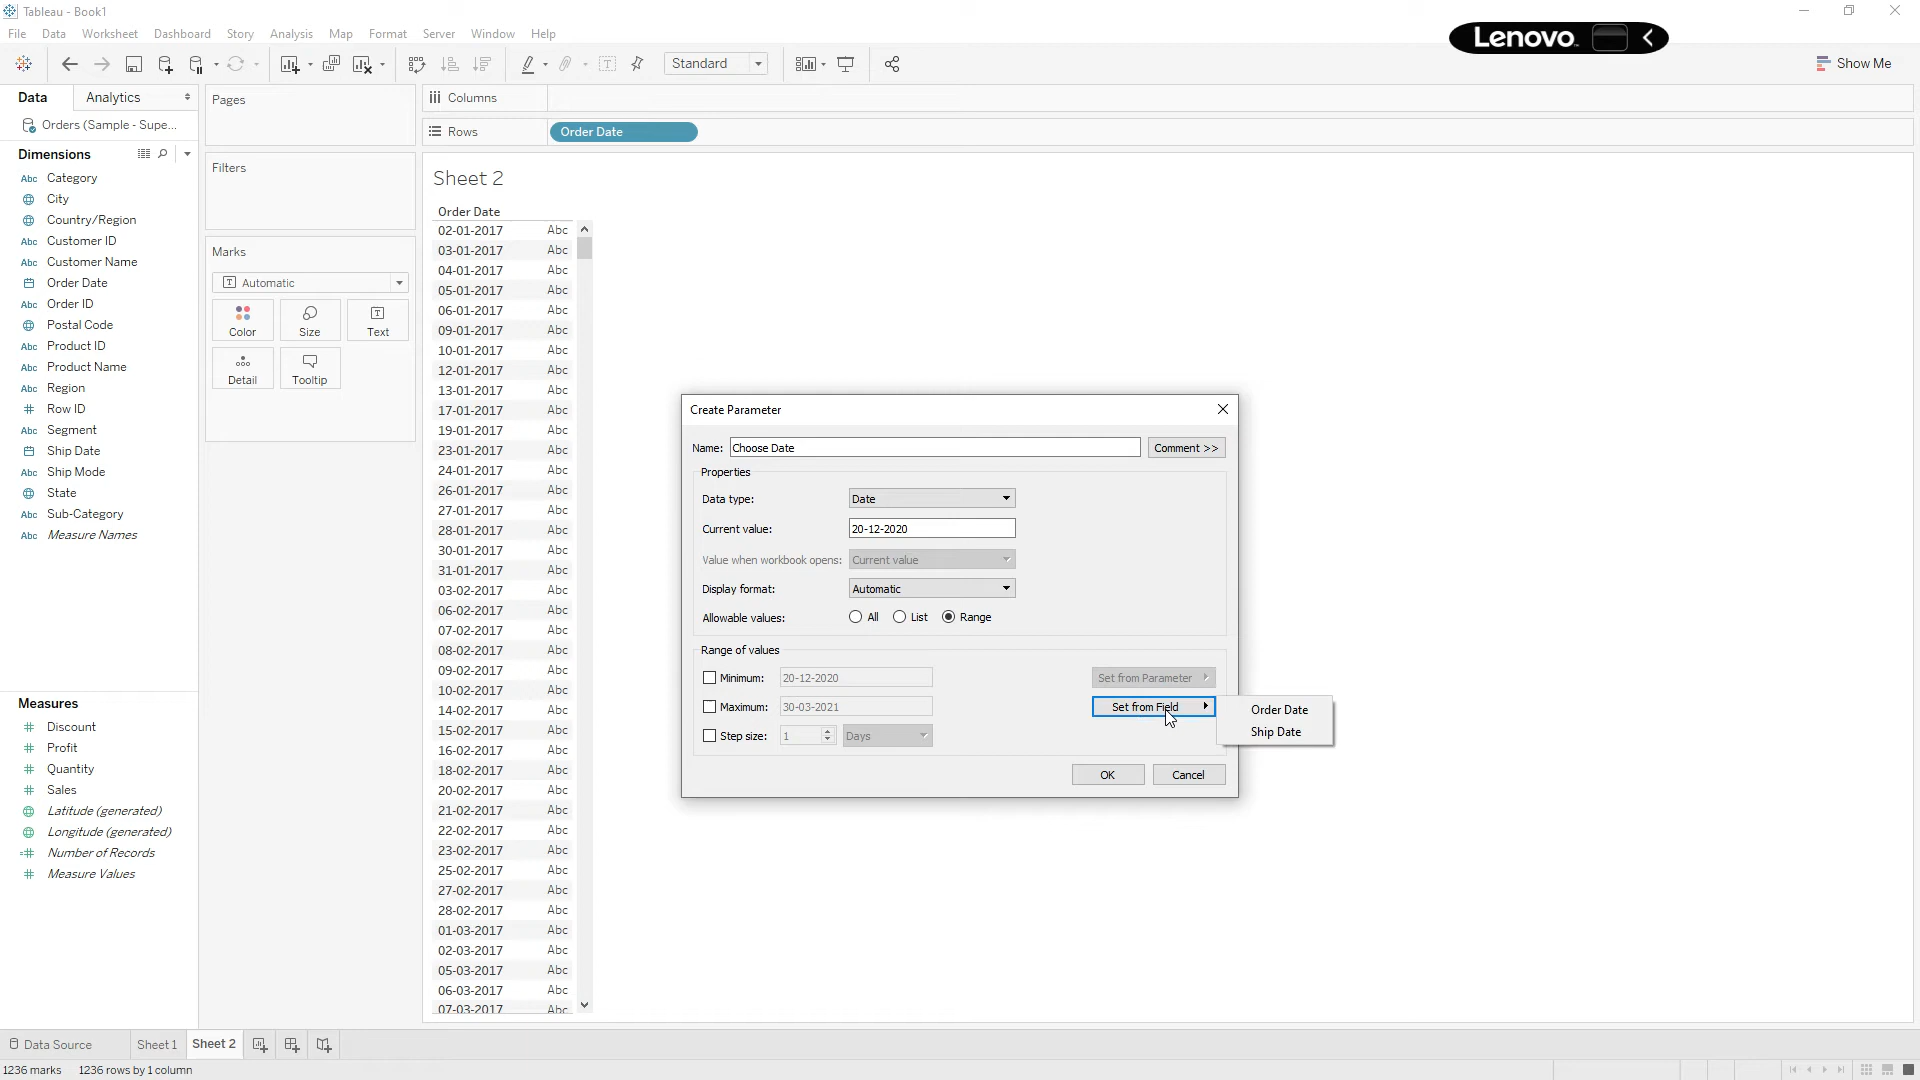 Tableau - Book1
File Data Worksheet Dashboard Story Analysis Map Format Server Window Help
Lenovo
Standard
Show Me
Data Analytics
Pages
Columns
Orders (Sample - Supe...
Rows Order Date
Dimensions
Filters
Abc Category
City
Country/Region
Abc Customer ID
Abc Customer Name
Order Date
Abc Order ID
Postal Code
Abc Product ID
Abc Product Name
Abc Region
# Row ID
Abc Segment
Ship Date
Abc Ship Mode
State
Abc Sub-Category
Abc Measure Names
Measures
# Discount
# Profit
# Quantity
# Sales
Latitude (generated)
Longitude (generated)
=# Number of Records
# Measure Values
Marks
T Automatic
Color Size Text
Detail Tooltip
Sheet 2
Order Date
02-01-2017 Abc
03-01-2017 Abc
04-01-2017 Abc
05-01-2017 Abc
06-01-2017 Abc
09-01-2017 Abc
10-01-2017 Abc
12-01-2017 Abc
13-01-2017 Abc
17-01-2017 Abc
19-01-2017 Abc
23-01-2017 Abc
24-01-2017 Abc
26-01-2017 Abc
27-01-2017 Abc
28-01-2017 Abc
30-01-2017 Abc
31-01-2017 Abc
03-02-2017 Abc
06-02-2017 Abc
07-02-2017 Abc
08-02-2017 Abc
09-02-2017 Abc
10-02-2017 Abc
14-02-2017 Abc
15-02-2017 Abc
16-02-2017 Abc
18-02-2017 Abc
20-02-2017 Abc
21-02-2017 Abc
22-02-2017 Abc
23-02-2017 Abc
25-02-2017 Abc
27-02-2017 Abc
28-02-2017 Abc
01-03-2017 Abc
02-03-2017 Abc
05-03-2017 Abc
06-03-2017 Abc
07-03-2017 Abc
Create Parameter
Name: Choose Date Comment >>
Properties
Data type: Date
Current value: 20-12-2020
Value when workbook opens: Current value
Display format: Automatic
Allowable values: All List Range
Range of values
Minimum: 20-12-2020 Set from Parameter
Maximum: 30-03-2021 Set from Field
Step size: 1 Days
Order Date
Ship Date
OK Cancel
Data Source Sheet 1 Sheet 2
1236 marks 1236 rows by 1 column